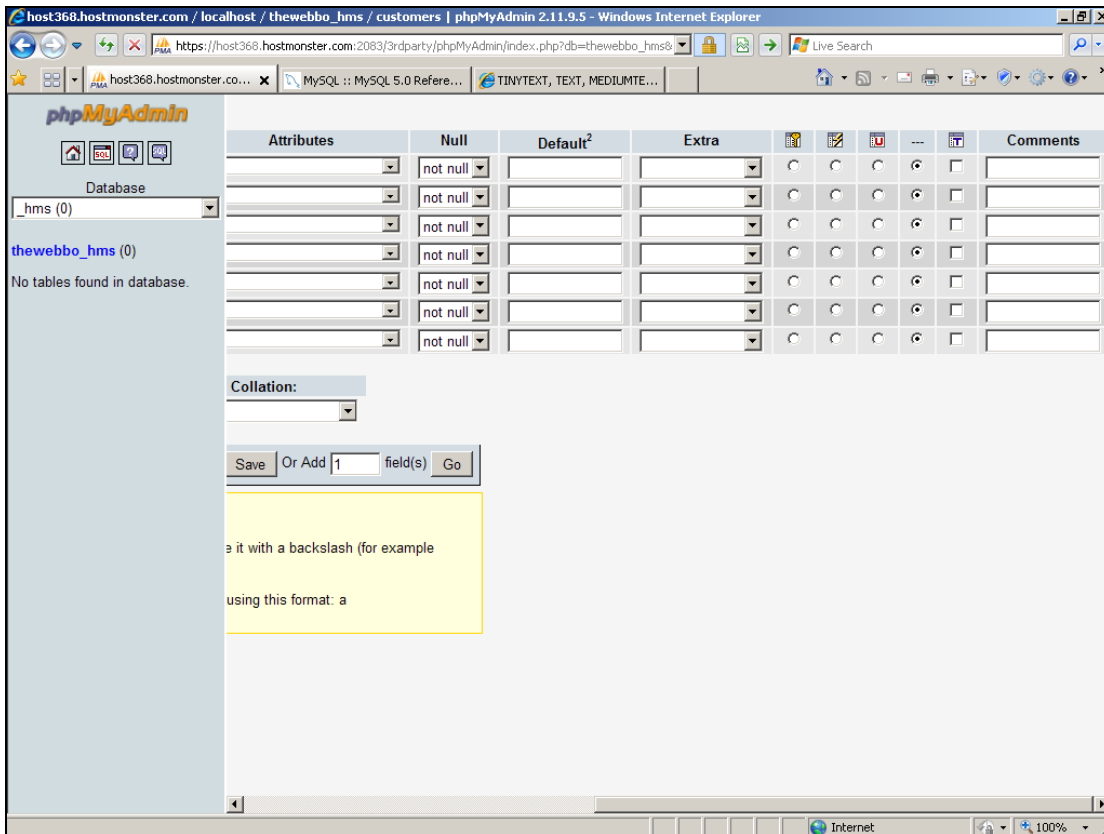 host368.hostmonster.com / localhost / thewebbo_hms / customers | phpMyAdmin 2.11.9.5 - Windows Internet Explorer
https://host368.hostmonster.com:2083/3rdparty/phpMyAdmin/index.php?db=thewebbo_hms& Live Search
host368.hostmonster.co... MySQL :: MySQL 5.0 Refere... TINYTEXT, TEXT, MEDIUMTE...
phpMyAdmin
SQL
Database
_hms (0)
thewebbo_hms (0)
No tables found in database.
Attributes Null Default2 Extra --- Comments
not null
not null
not null
not null
not null
not null
not null
Collation:
Save Or Add 1 field(s) Go
e it with a backslash (for example
using this format: a
Internet 100%